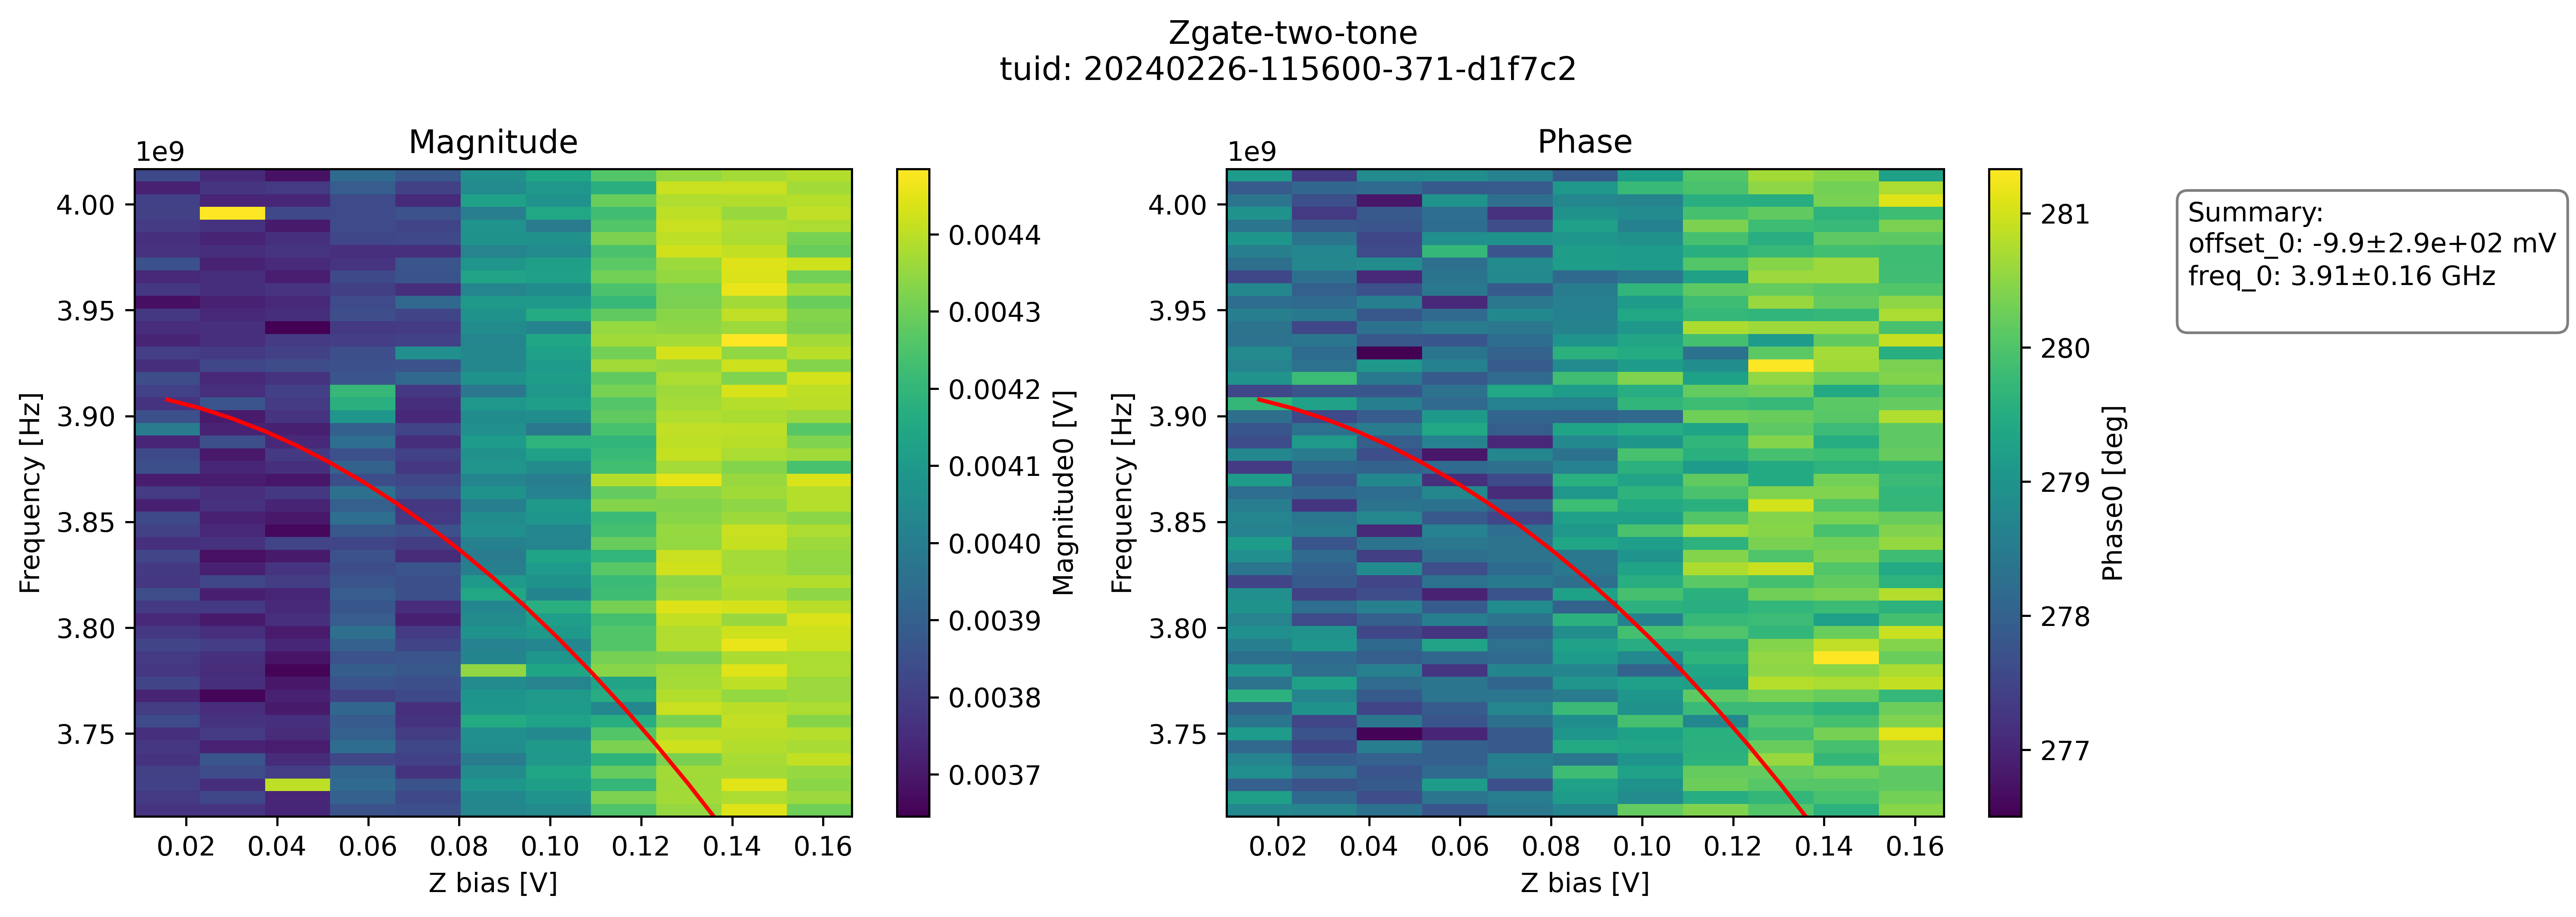 Zgate-two-tone
tuid: 20240226-115600-371-d1f7c2
Magnitude
1e9
4.00
3.95
3.90
3.85
3.80
3.75
Frequency [Hz]
0.02 0.04 0.06 0.08 0.10 0.12 0.14 0.16
Z bias [V]
0.0044
0.0043
0.0042
0.0041
0.0040
0.0039
0.0038
0.0037
Magnitude0 [V]
Phase
1e9
4.00
3.95
3.90
3.85
3.80
3.75
Frequency [Hz]
0.02 0.04 0.06 0.08 0.10 0.12 0.14 0.16
Z bias [V]
281
280
279
278
277
Phase0 [deg]
Summary:
offset_0: -9.9±2.9e+02 mV
freq_0: 3.91±0.16 GHz